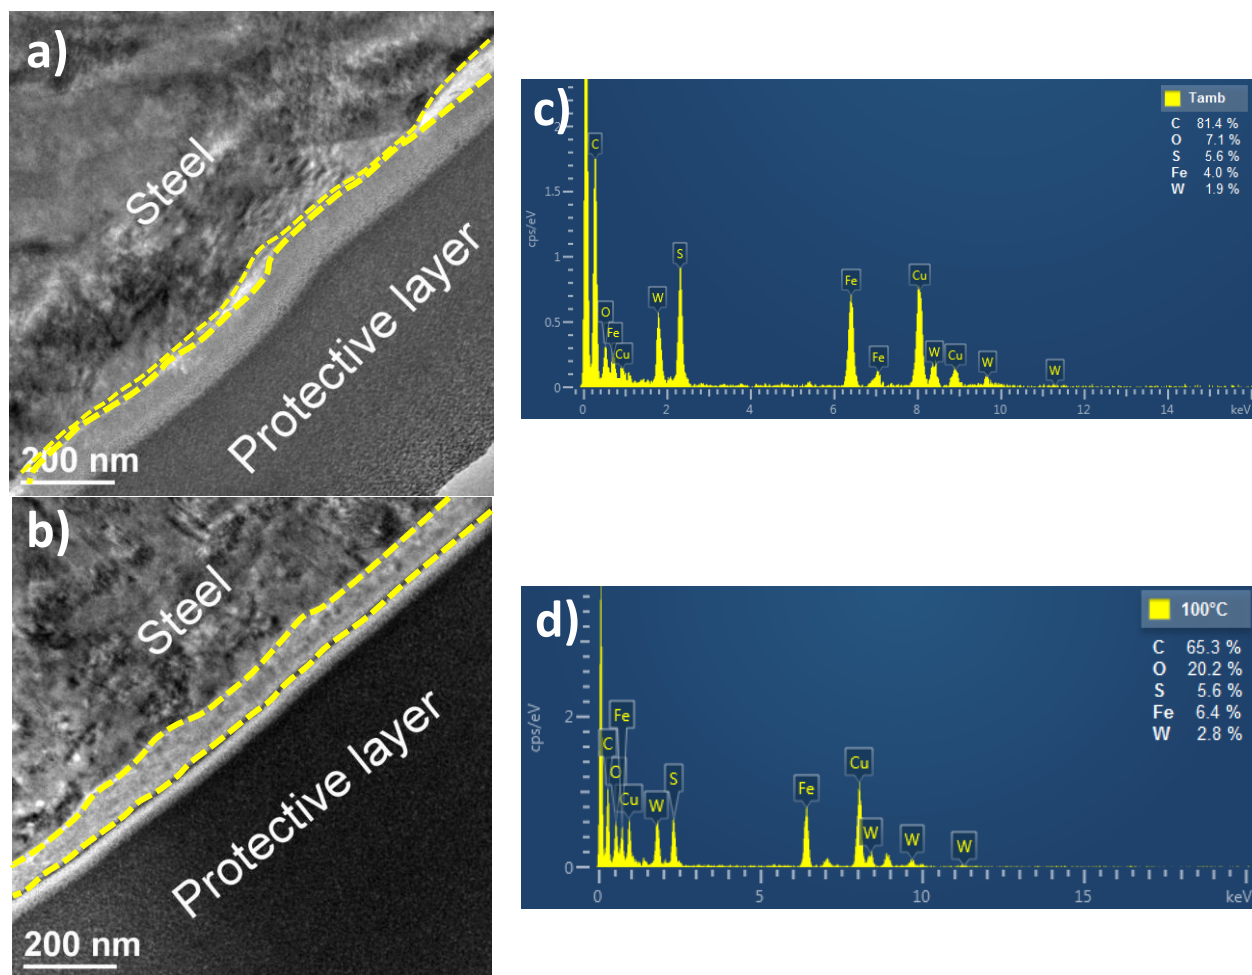 a)
Steel
Protective layer
200 nm
b)
Steel
Protective layer
200 nm
c)
Tamb
C 81.4 %
O 7.1 %
S 5.6 %
Fe 4.0 %
W 1.9 %
cps/eV
2
1.5
1
0.5
0
C
O
Fe
Cu
W
S
Fe
Fe
Cu
W
Cu
W
W
0 2 4 6 8 10 12 14 keV
d)
100°C
C 65.3 %
O 20.2 %
S 5.6 %
Fe 6.4 %
W 2.8 %
cps/eV
2
0
Fe
C
O
Cu
W
S
Fe
Cu
W
W
W
0 5 10 15 keV